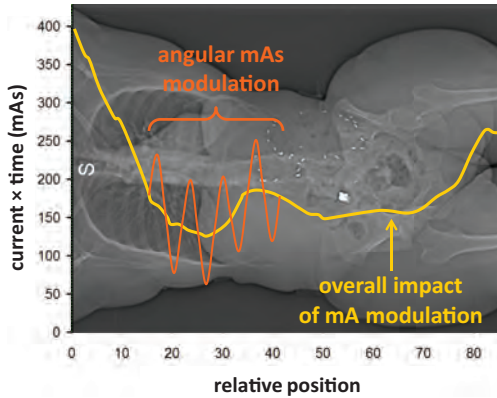 400
350
300
250
200
150
100
50
0
current × time (mAs)
angular mAs
modulation
S
overall impact
of mA modulation
0 10 20 30 40 50 60 70 80
relative position